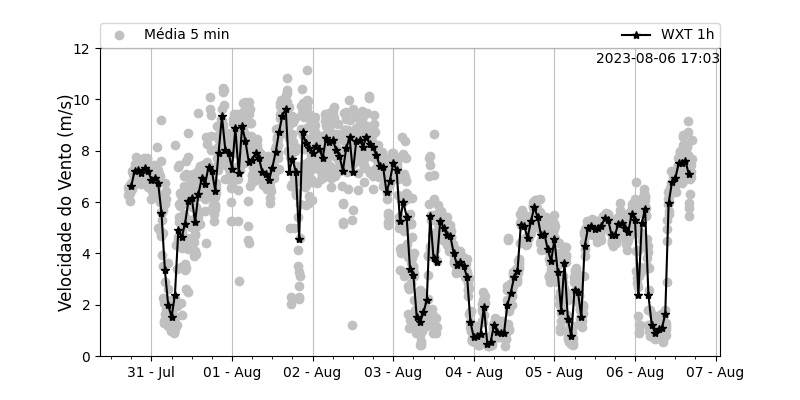 Média 5 min
WXT 1h
2023-08-06 17:03
Velocidade do Vento (m/s)
12
10
8
6
4
2
0
31 - Jul
01 - Aug
02 - Aug
03 - Aug
04 - Aug
05 - Aug
06 - Aug
07 - Aug